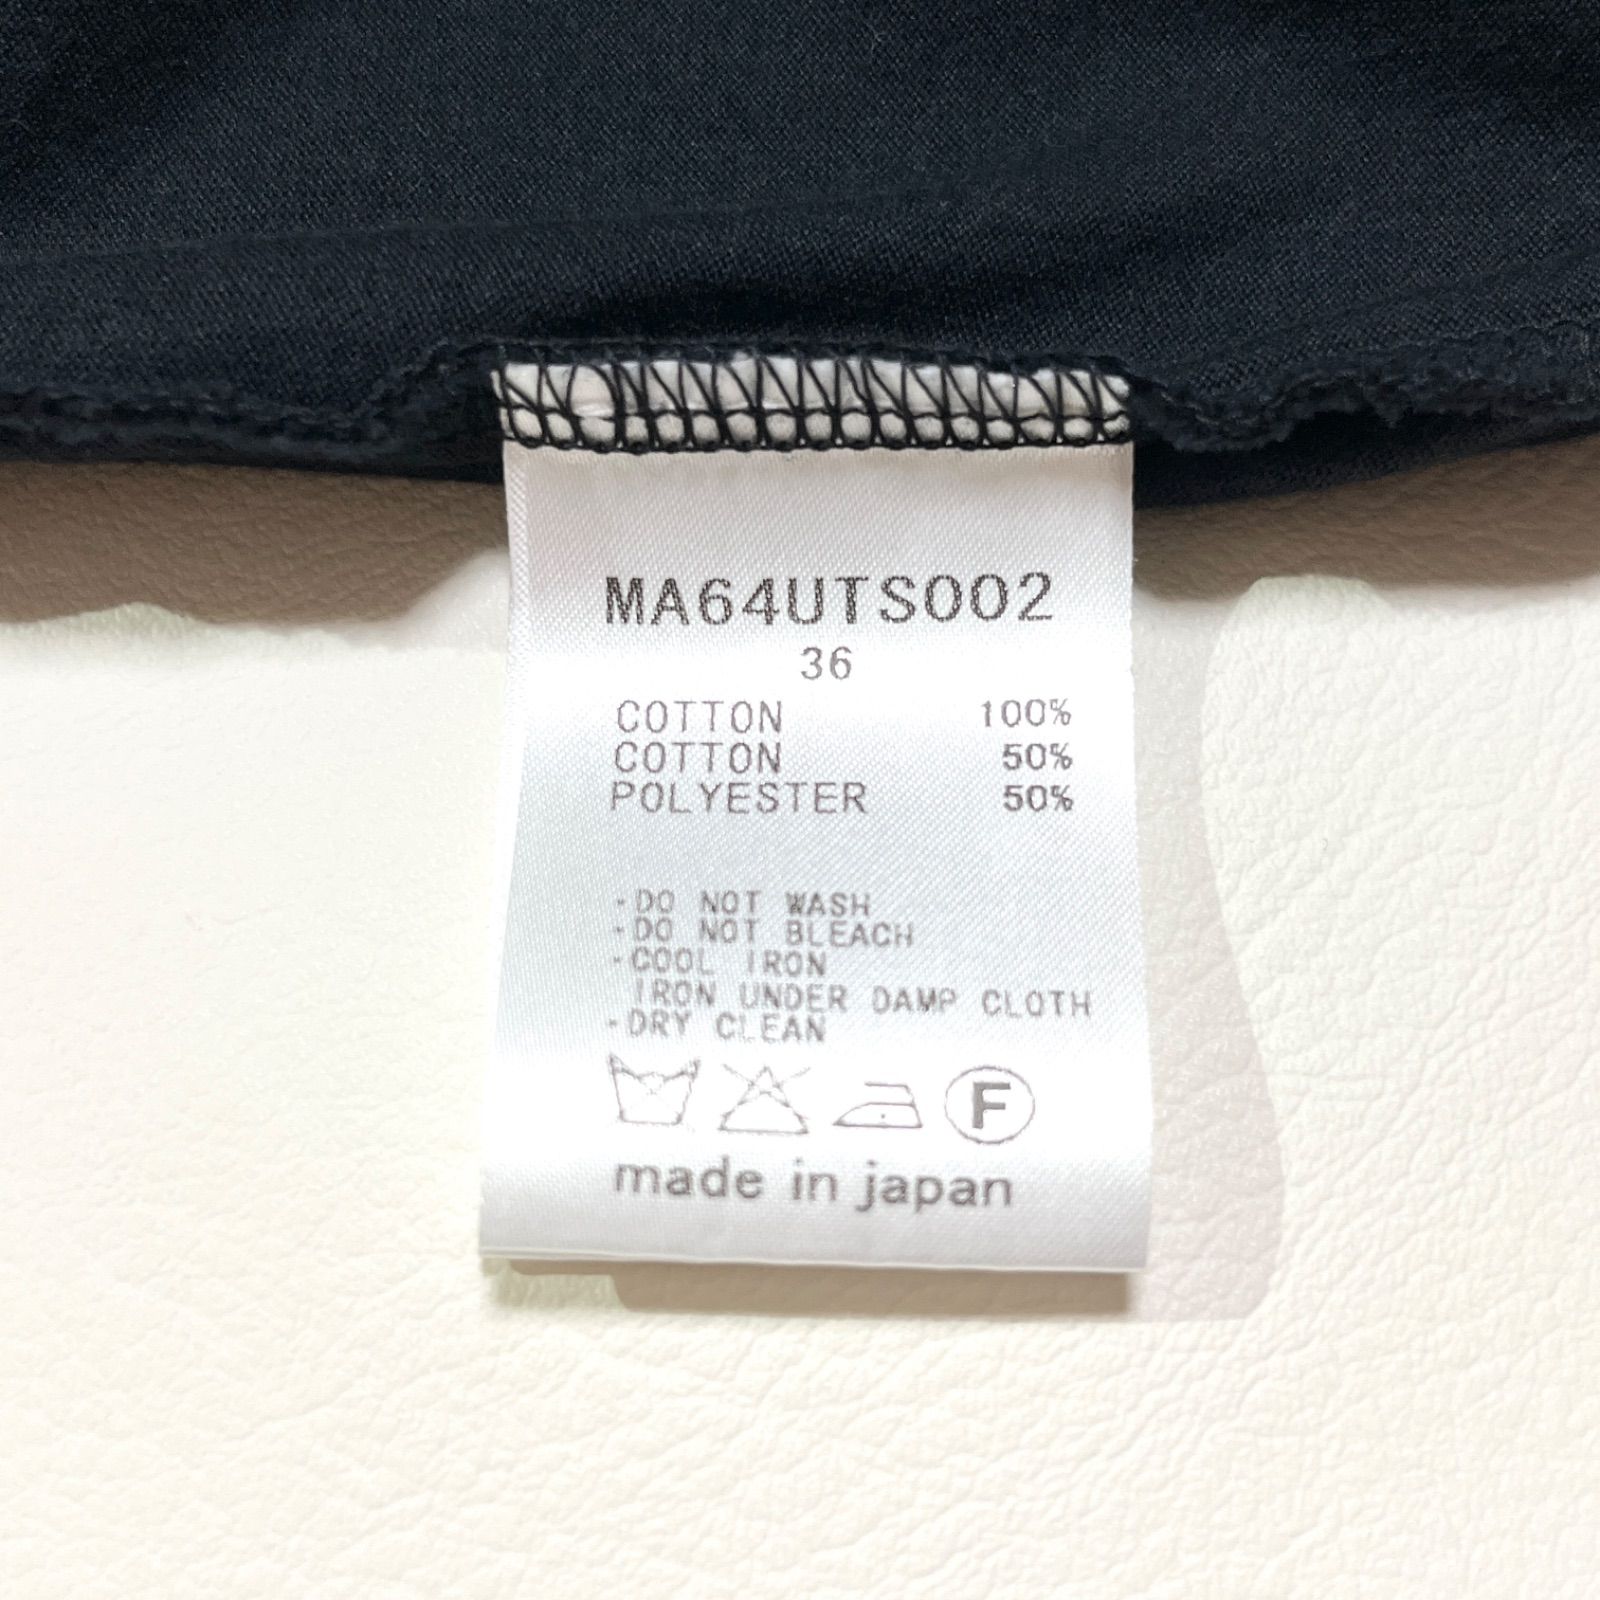 MA64UTS002
36
COTTON 100%
COTTON 50%
POLYESTER 50%
-DO NOT WASH
-DO NOT BLEACH
-COOL IRON
IRON UNDER DAMP CLOTH
-DRY CLEAN
F
made in japan